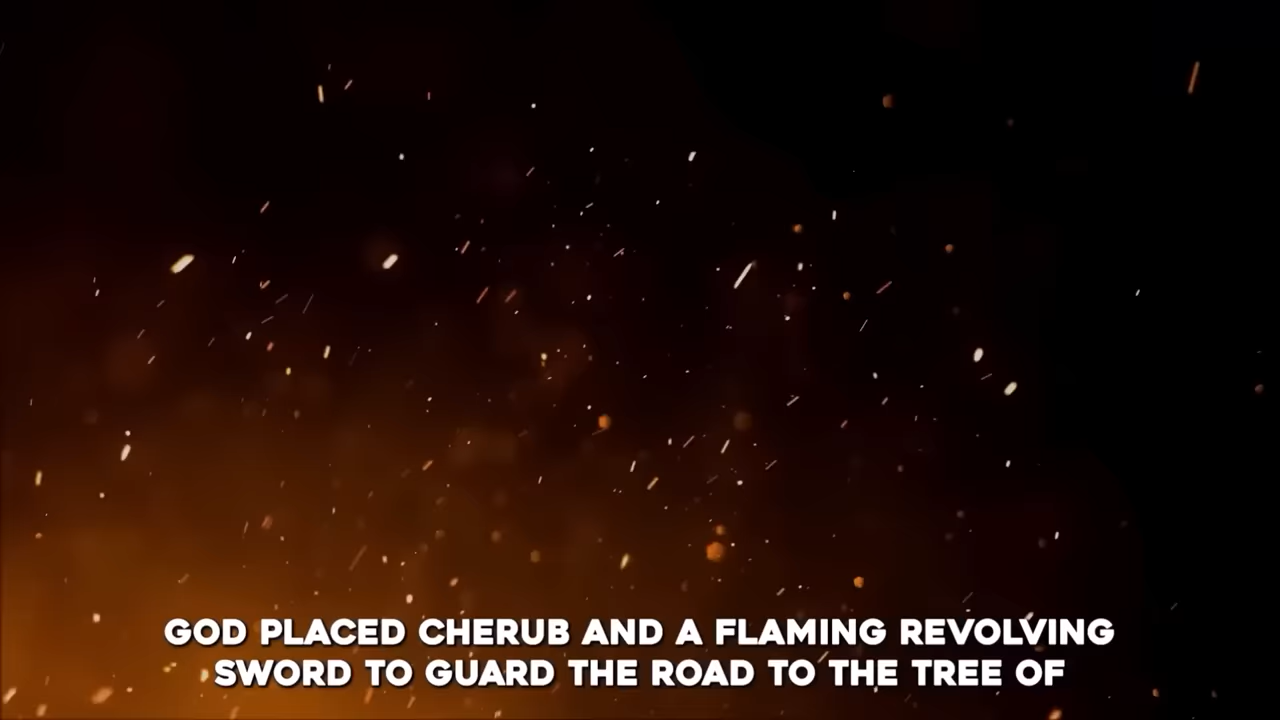 GOD PLACED CHERUB AND A FLAMING REVOLVING
SWORD TO GUARD THE ROAD TO THE TREE OF